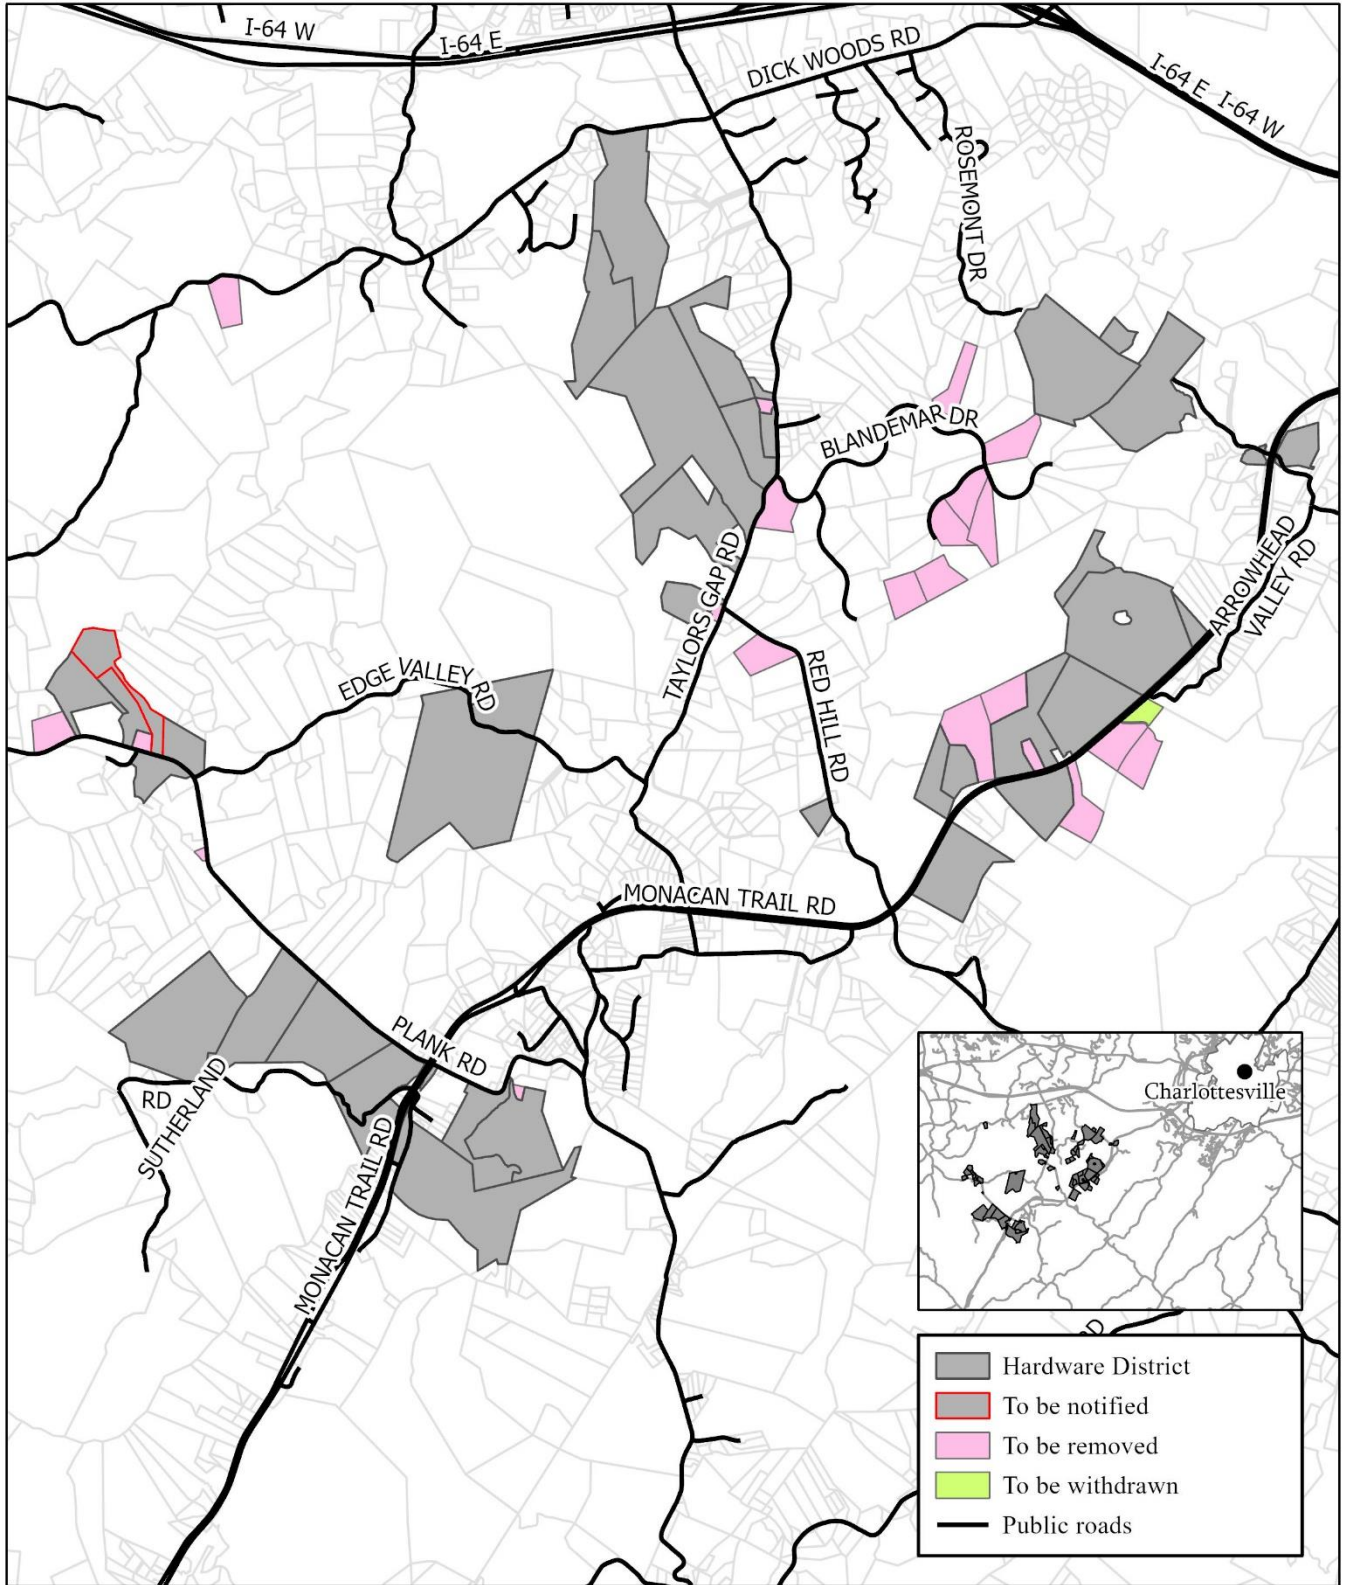 I-64 W
I-64 E
DICK WOODS RD
I-64 E I-64 W
ROSEMONT DR
BLANDEMAR DR
TAYLORS GAP RD
ARROWHEAD
VALLEY RD
EDGE VALLEY RD
RED HILL RD
MONACAN TRAIL RD
PLANK RD
SUTHERLAND
RD
MONACAN TRAIL RD
Charlottesville
Hardware District
To be notified
To be removed
To be withdrawn
Public roads